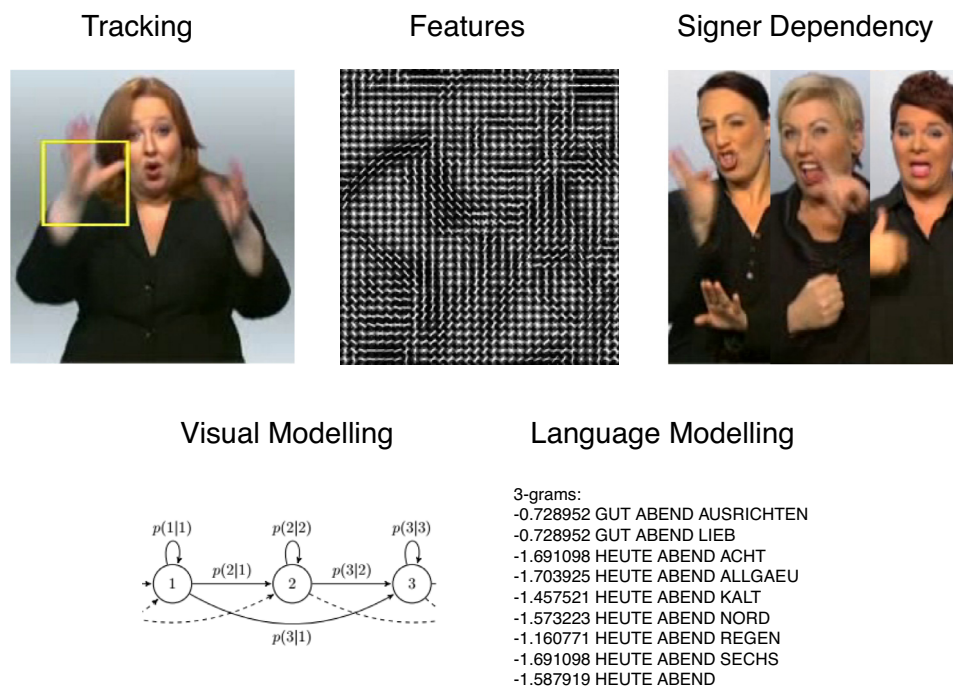 Tracking
Features
Signer Dependency
Visual Modelling
Language Modelling
p(1|1)
p(2|2)
p(3|3)
p(2|1)
p(3|2)
1
2
3
p(3|1)
3-grams:
-0.728952 GUT ABEND AUSRICHTEN
-0.728952 GUT ABEND LIEB
-1.691098 HEUTE ABEND ACHT
-1.703925 HEUTE ABEND ALLGAEU
-1.457521 HEUTE ABEND KALT
-1.573223 HEUTE ABEND NORD
-1.160771 HEUTE ABEND REGEN
-1.691098 HEUTE ABEND SECHS
-1.587919 HEUTE ABEND